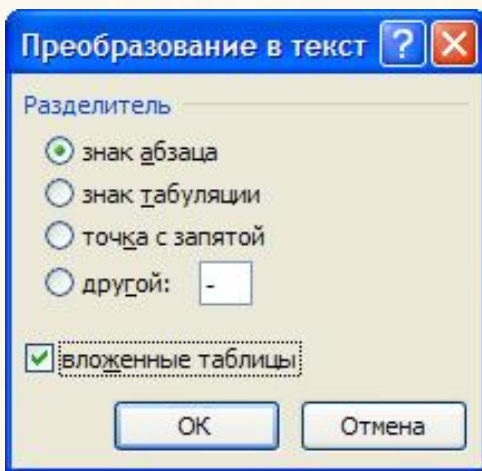 Преобразование в текст
Разделитель
знак абзаца
знак табуляции
точка с запятой
другой: -
вложенные таблицы
ОК Отмена